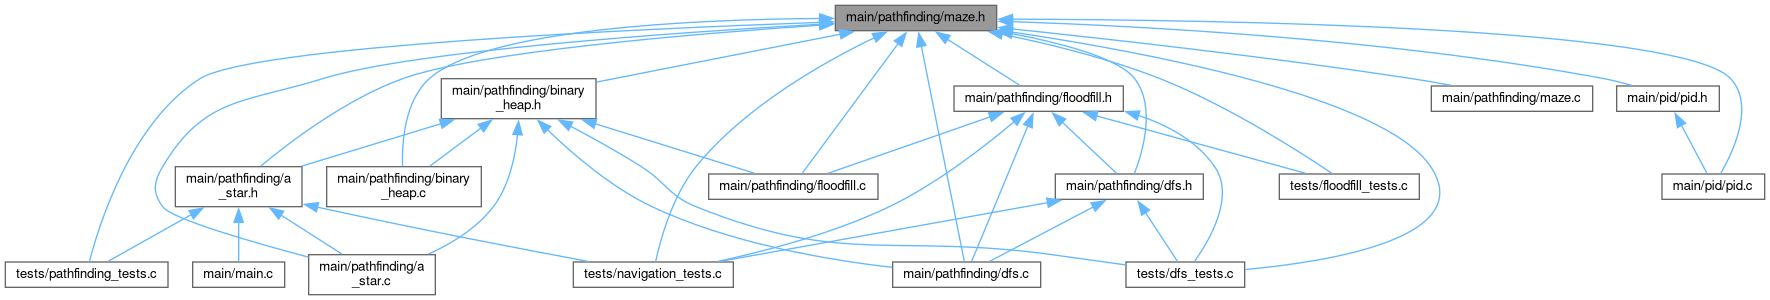 main/pathfinding/maze.h
main/pathfinding/binary
_heap.h
main/pathfinding/floodfill.h
main/pathfinding/maze.c
main/pid/pid.h
main/pathfinding/a
_star.h
main/pathfinding/binary
_heap.c
main/pathfinding/floodfill.c
main/pathfinding/dfs.h
tests/floodfill_tests.c
main/pid/pid.c
tests/pathfinding_tests.c
main/main.c
main/pathfinding/a
_star.c
tests/navigation_tests.c
main/pathfinding/dfs.c
tests/dfs_tests.c